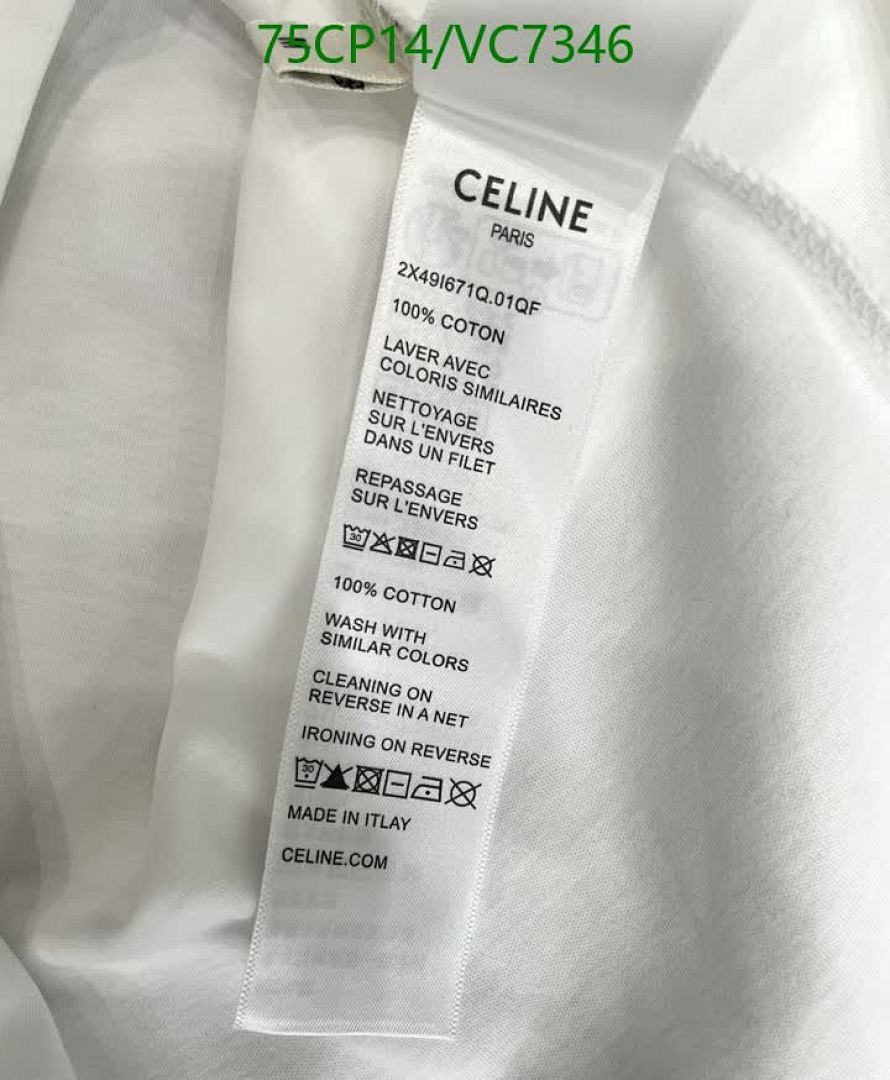 75CP14/VC7346
CELINE
PARIS
2X49I671Q.01QF
100% COTON
LAVER AVEC
COLORIS SIMILAIRES
NETTOYAGE
SUR L'ENVERS
DANS UN FILET
REPASSAGE
SUR L'ENVERS
30
100% COTTON
WASH WITH
SIMILAR COLORS
CLEANING ON
REVERSE IN A NET
IRONING ON REVERSE
30
MADE IN ITLAY
CELINE.COM